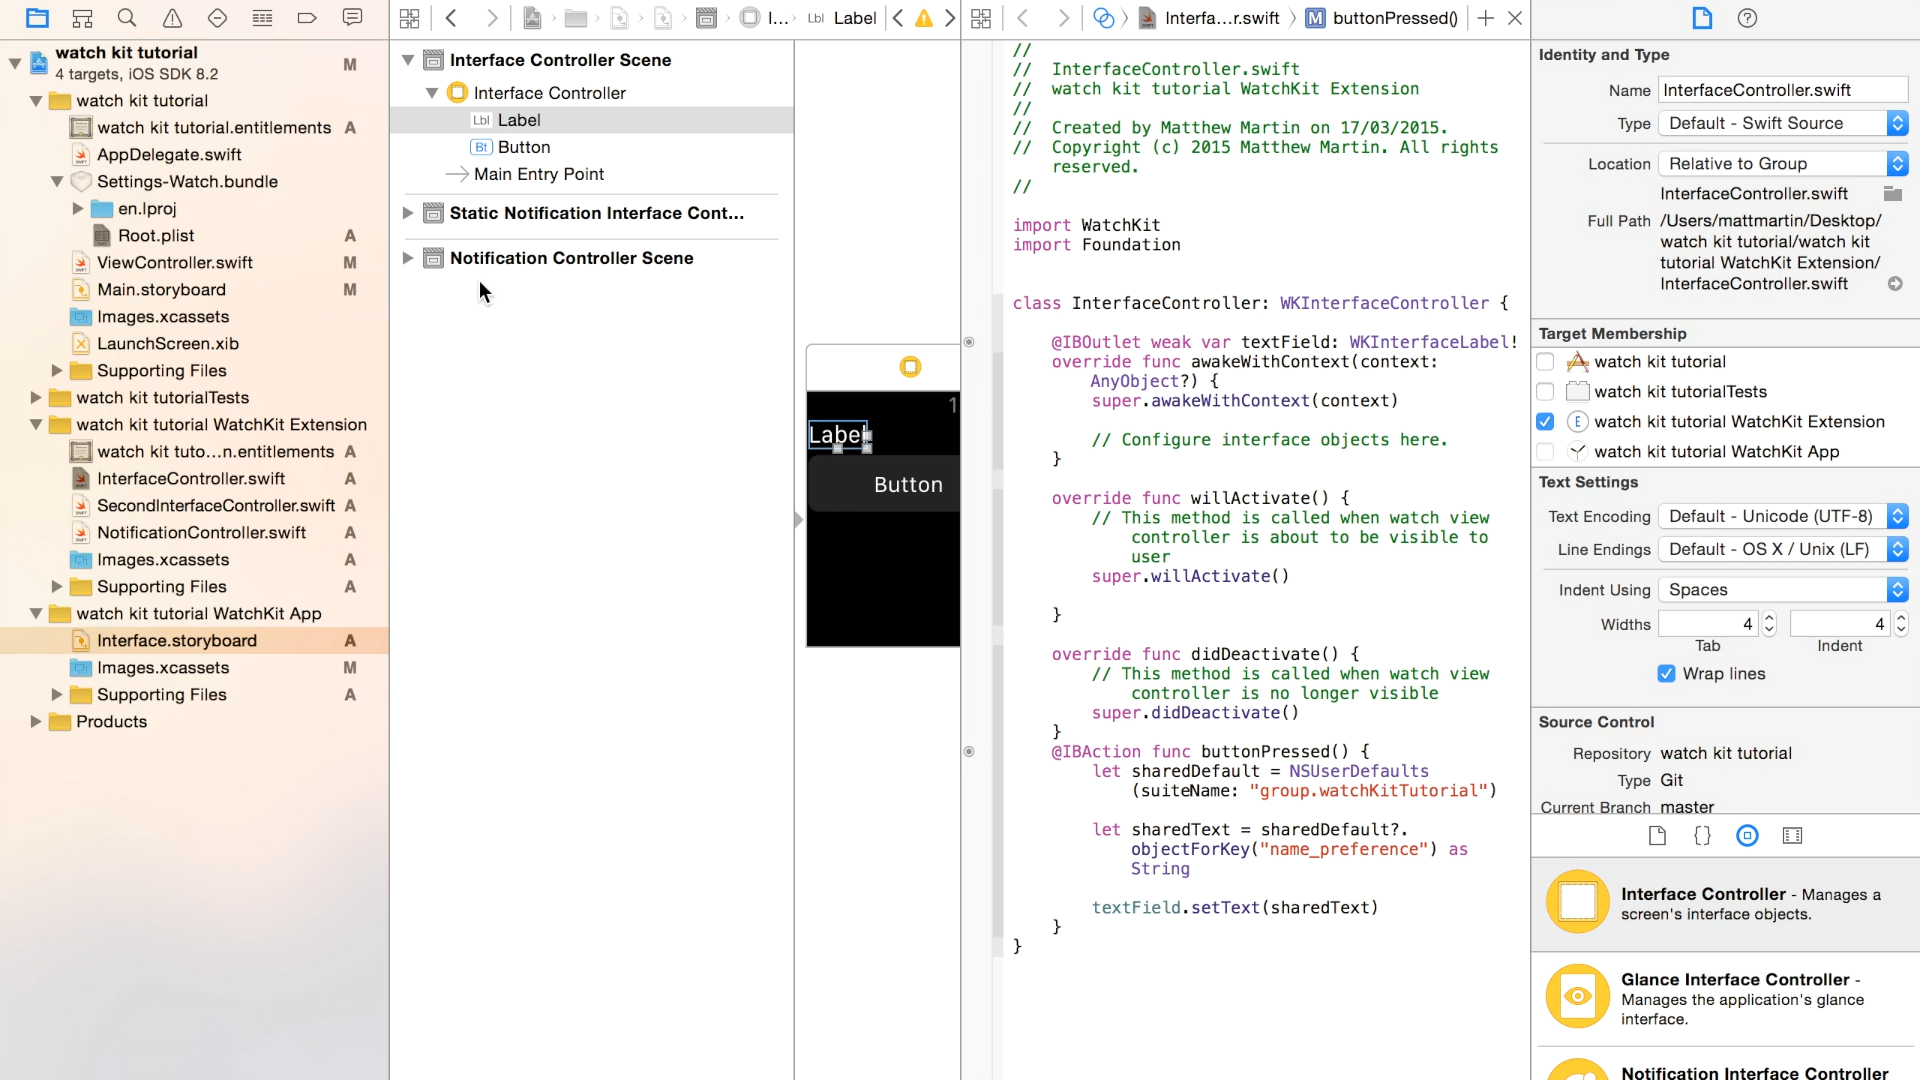 I...
Lbl Label
Interfa...r.swift
M buttonPressed()
watch kit tutorial
4 targets, iOS SDK 8.2
M
watch kit tutorial
watch kit tutorial.entitlements A
AppDelegate.swift
Settings-Watch.bundle
en.lproj
Root.plist A
ViewController.swift M
Main.storyboard M
Images.xcassets
LaunchScreen.xib
Supporting Files
watch kit tutorialTests
watch kit tutorial WatchKit Extension
watch kit tuto...n.entitlements A
InterfaceController.swift A
SecondInterfaceController.swift A
NotificationController.swift A
Images.xcassets A
Supporting Files A
watch kit tutorial WatchKit App
Interface.storyboard A
Images.xcassets M
Supporting Files A
Products
Interface Controller Scene
Interface Controller
Lbl Label
Bt Button
Main Entry Point
Static Notification Interface Cont...
Notification Controller Scene
1
Label
Button
//
// InterfaceController.swift
// watch kit tutorial WatchKit Extension
//
// Created by Matthew Martin on 17/03/2015.
// Copyright (c) 2015 Matthew Martin. All rights
reserved.
//
import WatchKit
import Foundation
class InterfaceController: WKInterfaceController {
@IBOutlet weak var textField: WKInterfaceLabel!
override func awakeWithContext(context:
AnyObject?) {
super.awakeWithContext(context)
// Configure interface objects here.
}
override func willActivate() {
// This method is called when watch view
controller is about to be visible to
user
super.willActivate()
}
override func didDeactivate() {
// This method is called when watch view
controller is no longer visible
super.didDeactivate()
}
@IBAction func buttonPressed() {
let sharedDefault = NSUserDefaults
(suiteName: "group.watchKitTutorial")
let sharedText = sharedDefault?.
objectForKey("name_preference") as
String
textField.setText(sharedText)
}
}
Identity and Type
Name InterfaceController.swift
Type Default - Swift Source
Location Relative to Group
InterfaceController.swift
Full Path /Users/mattmartin/Desktop/
watch kit tutorial/watch kit
tutorial WatchKit Extension/
InterfaceController.swift
Target Membership
watch kit tutorial
watch kit tutorialTests
E watch kit tutorial WatchKit Extension
watch kit tutorial WatchKit App
Text Settings
Text Encoding Default - Unicode (UTF-8)
Line Endings Default - OS X / Unix (LF)
Indent Using Spaces
Widths 4 4
Tab Indent
Wrap lines
Source Control
Repository watch kit tutorial
Type Git
Current Branch master
{}
Interface Controller - Manages a
screen's interface objects.
Glance Interface Controller -
Manages the application's glance
interface.
Notification Interface Controller